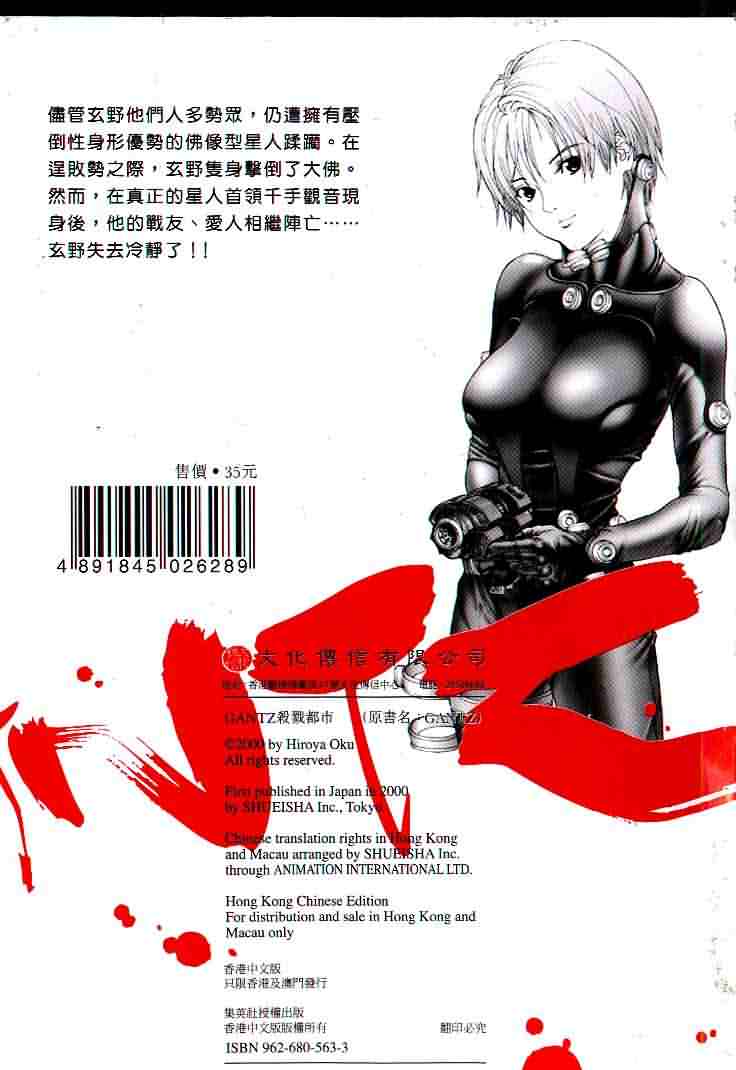 儘管玄野他們人多勢眾，仍遭擁有壓
倒性身形優勢的佛像型星人蹂躪。在
逞敗勢之際，玄野隻身擊倒了大佛。
然而，在真正的星人首領千手觀音現
身後，他的戰友、愛人相繼陣亡……
玄野失去冷靜了！！
售價•35元
4 891845 026289
文化傳信有限公司
GANTZ殺戮都市 （原書名：GANTZ）
©2000 by Hiroya Oku
All rights reserved.
First published in Japan in 2000
by SHUEISHA Inc., Tokyo
Chinese translation rights in Hong Kong
and Macau arranged by SHUEISHA Inc.
through ANIMATION INTERNATIONAL LTD.
Hong Kong Chinese Edition
For distribution and sale in Hong Kong and
Macau only
香港中文版
只限香港及澳門發行
集英社授權出版
香港中文版版權所有 翻印必究
ISBN 962-680-563-3